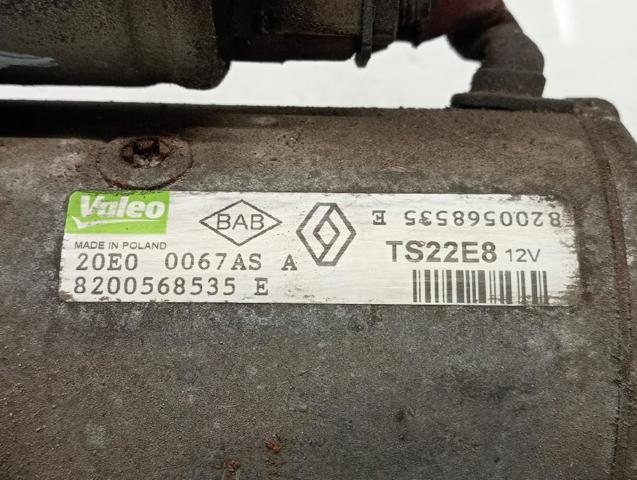 Valeo
MADE IN POLAND
BAB
8200568535 E
20E0 0067AS A
TS22E8 12V
8200568535 E